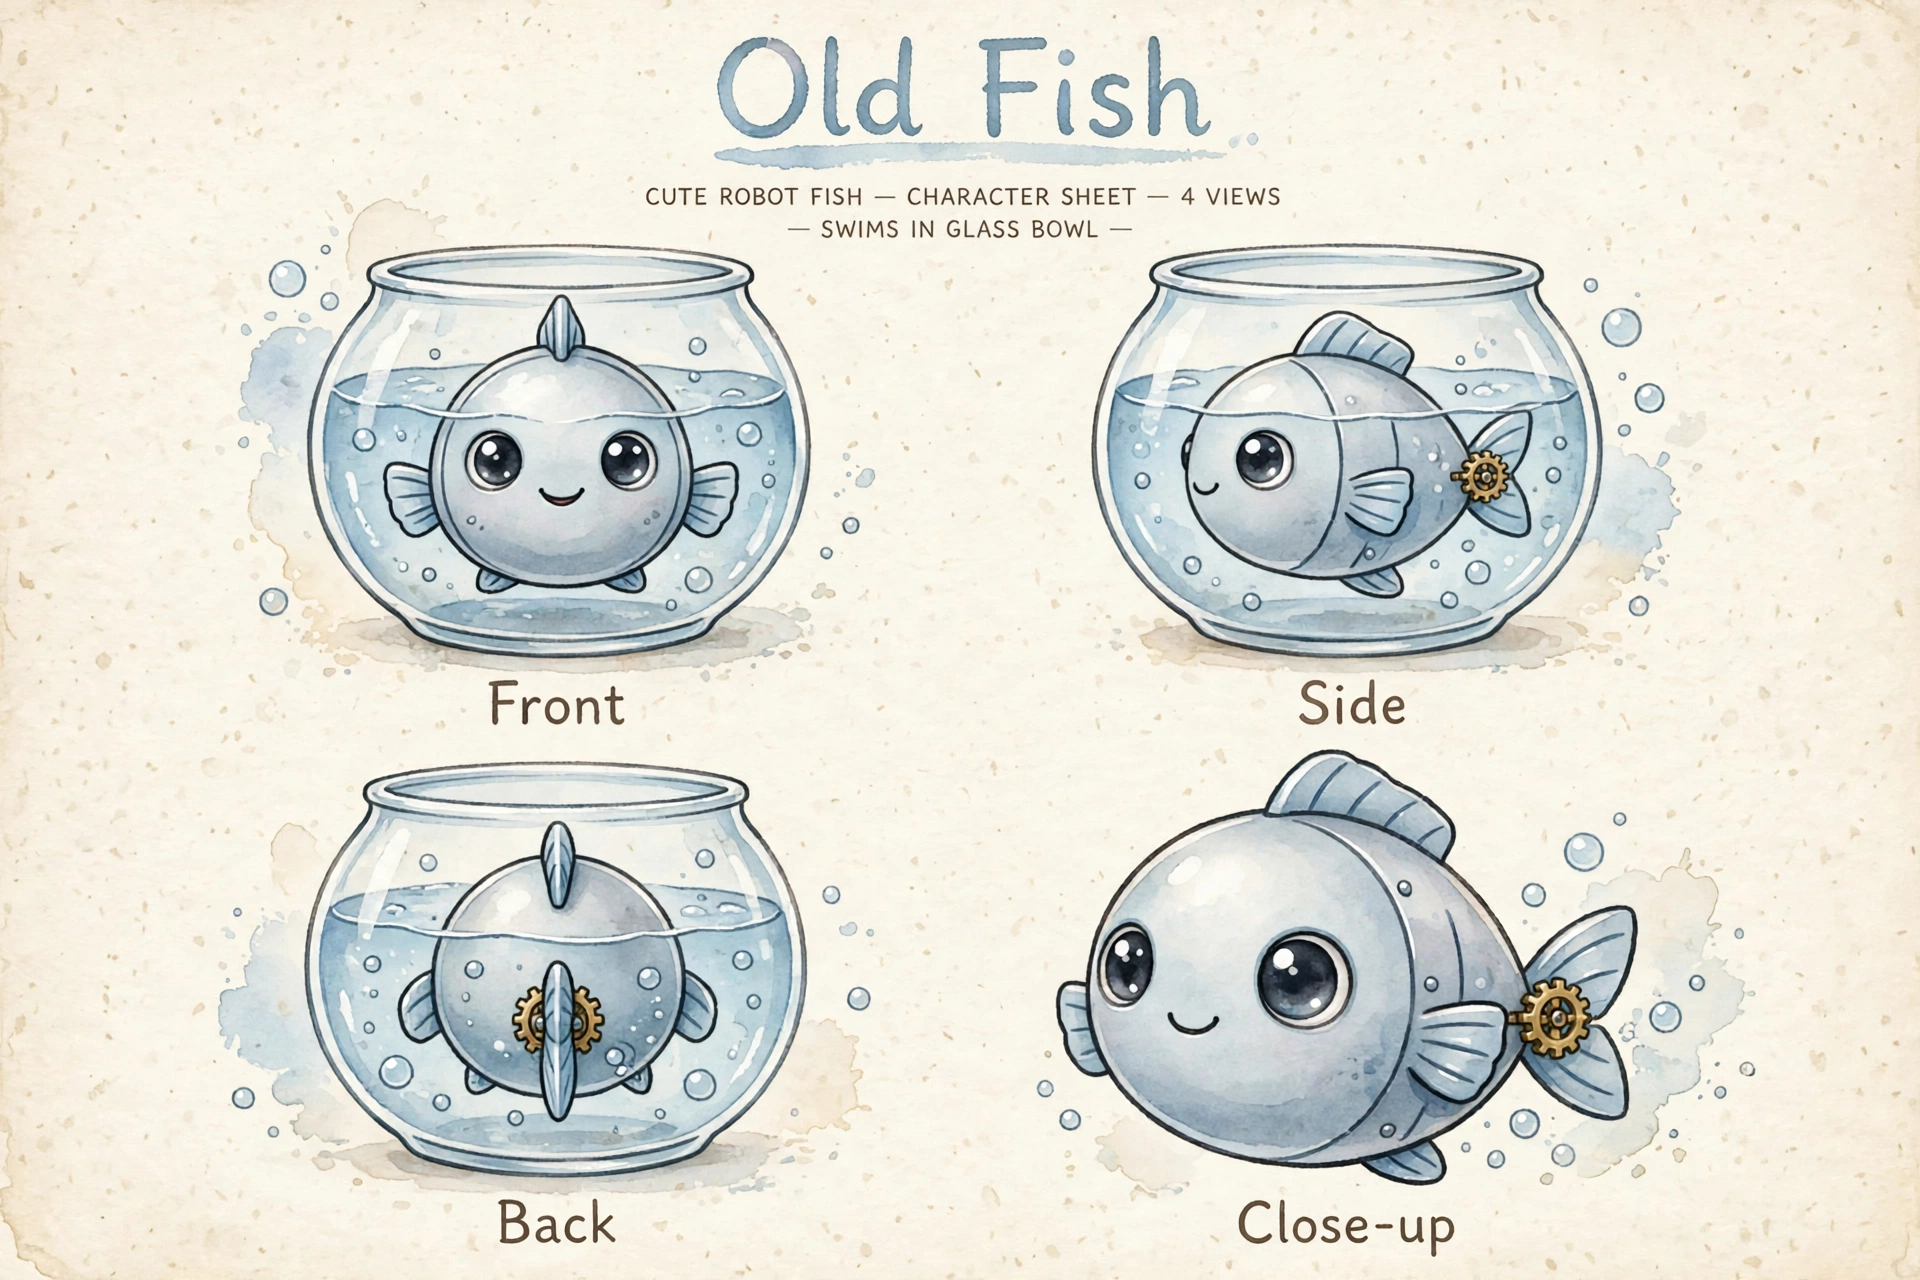 Old Fish
CUTE ROBOT FISH — CHARACTER SHEET — 4 VIEWS
— SWIMS IN GLASS BOWL —
Front
Side
Back
Close-up